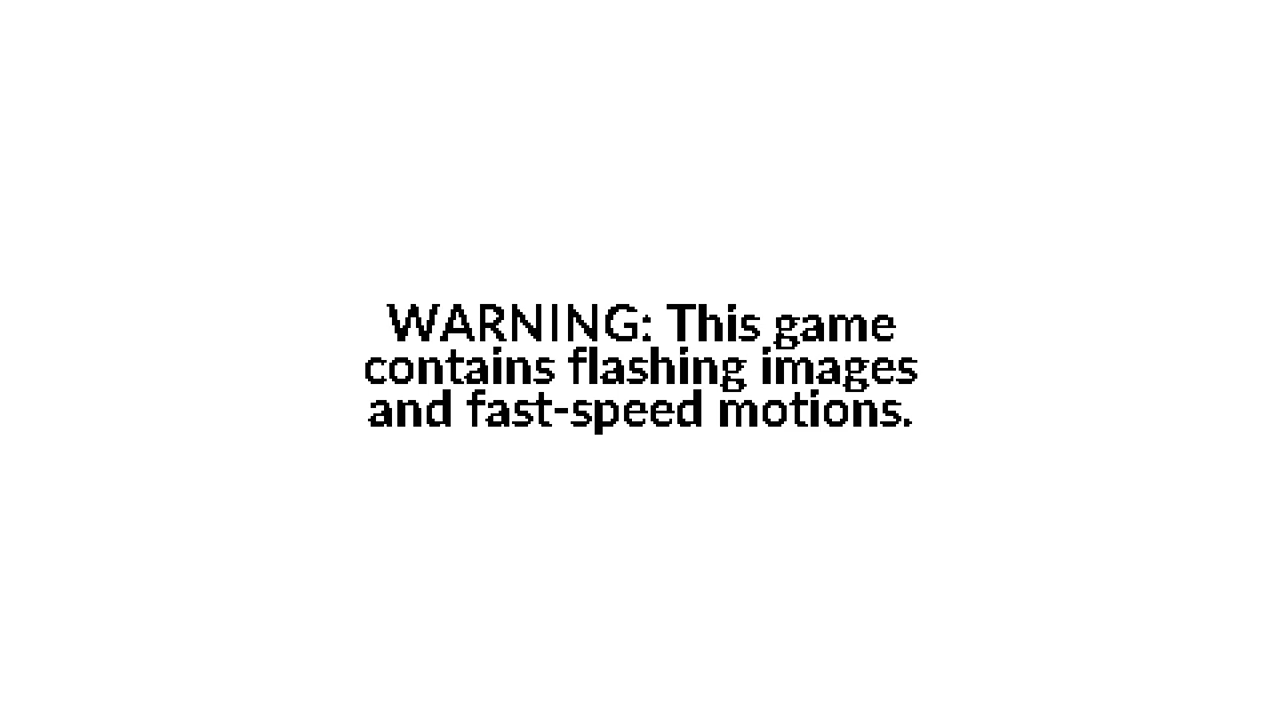 WARNING: This game
contains flashing images
and fast-speed motions.